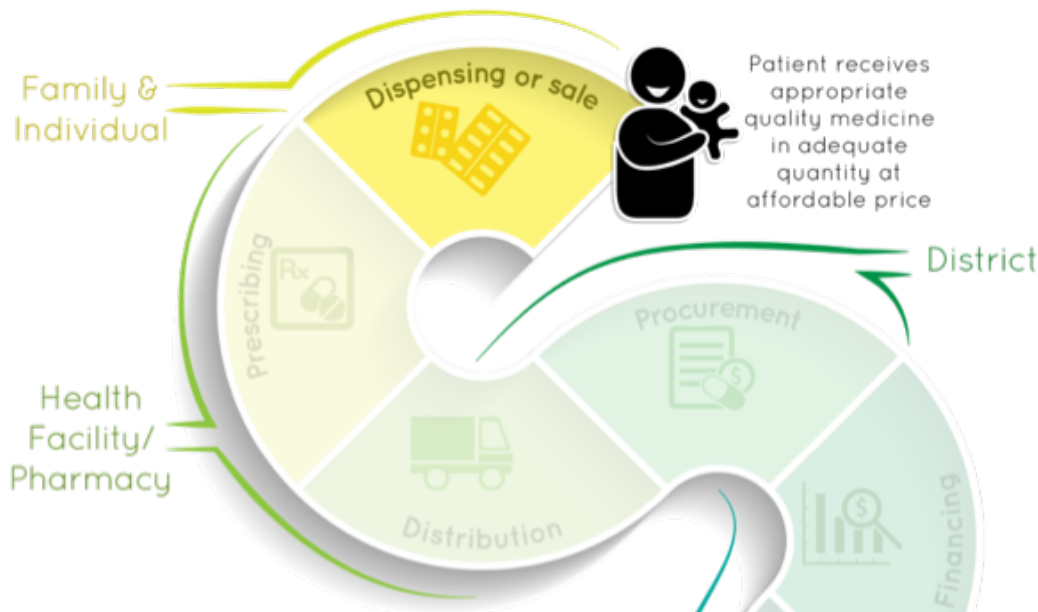 Family &
Individual
Dispensing or sale
Patient receives
appropriate
quality medicine
in adequate
quantity at
affordable price
District
Prescribing
Rx
Procurement
$
Health
Facility/
Pharmacy
Distribution
$
Financing